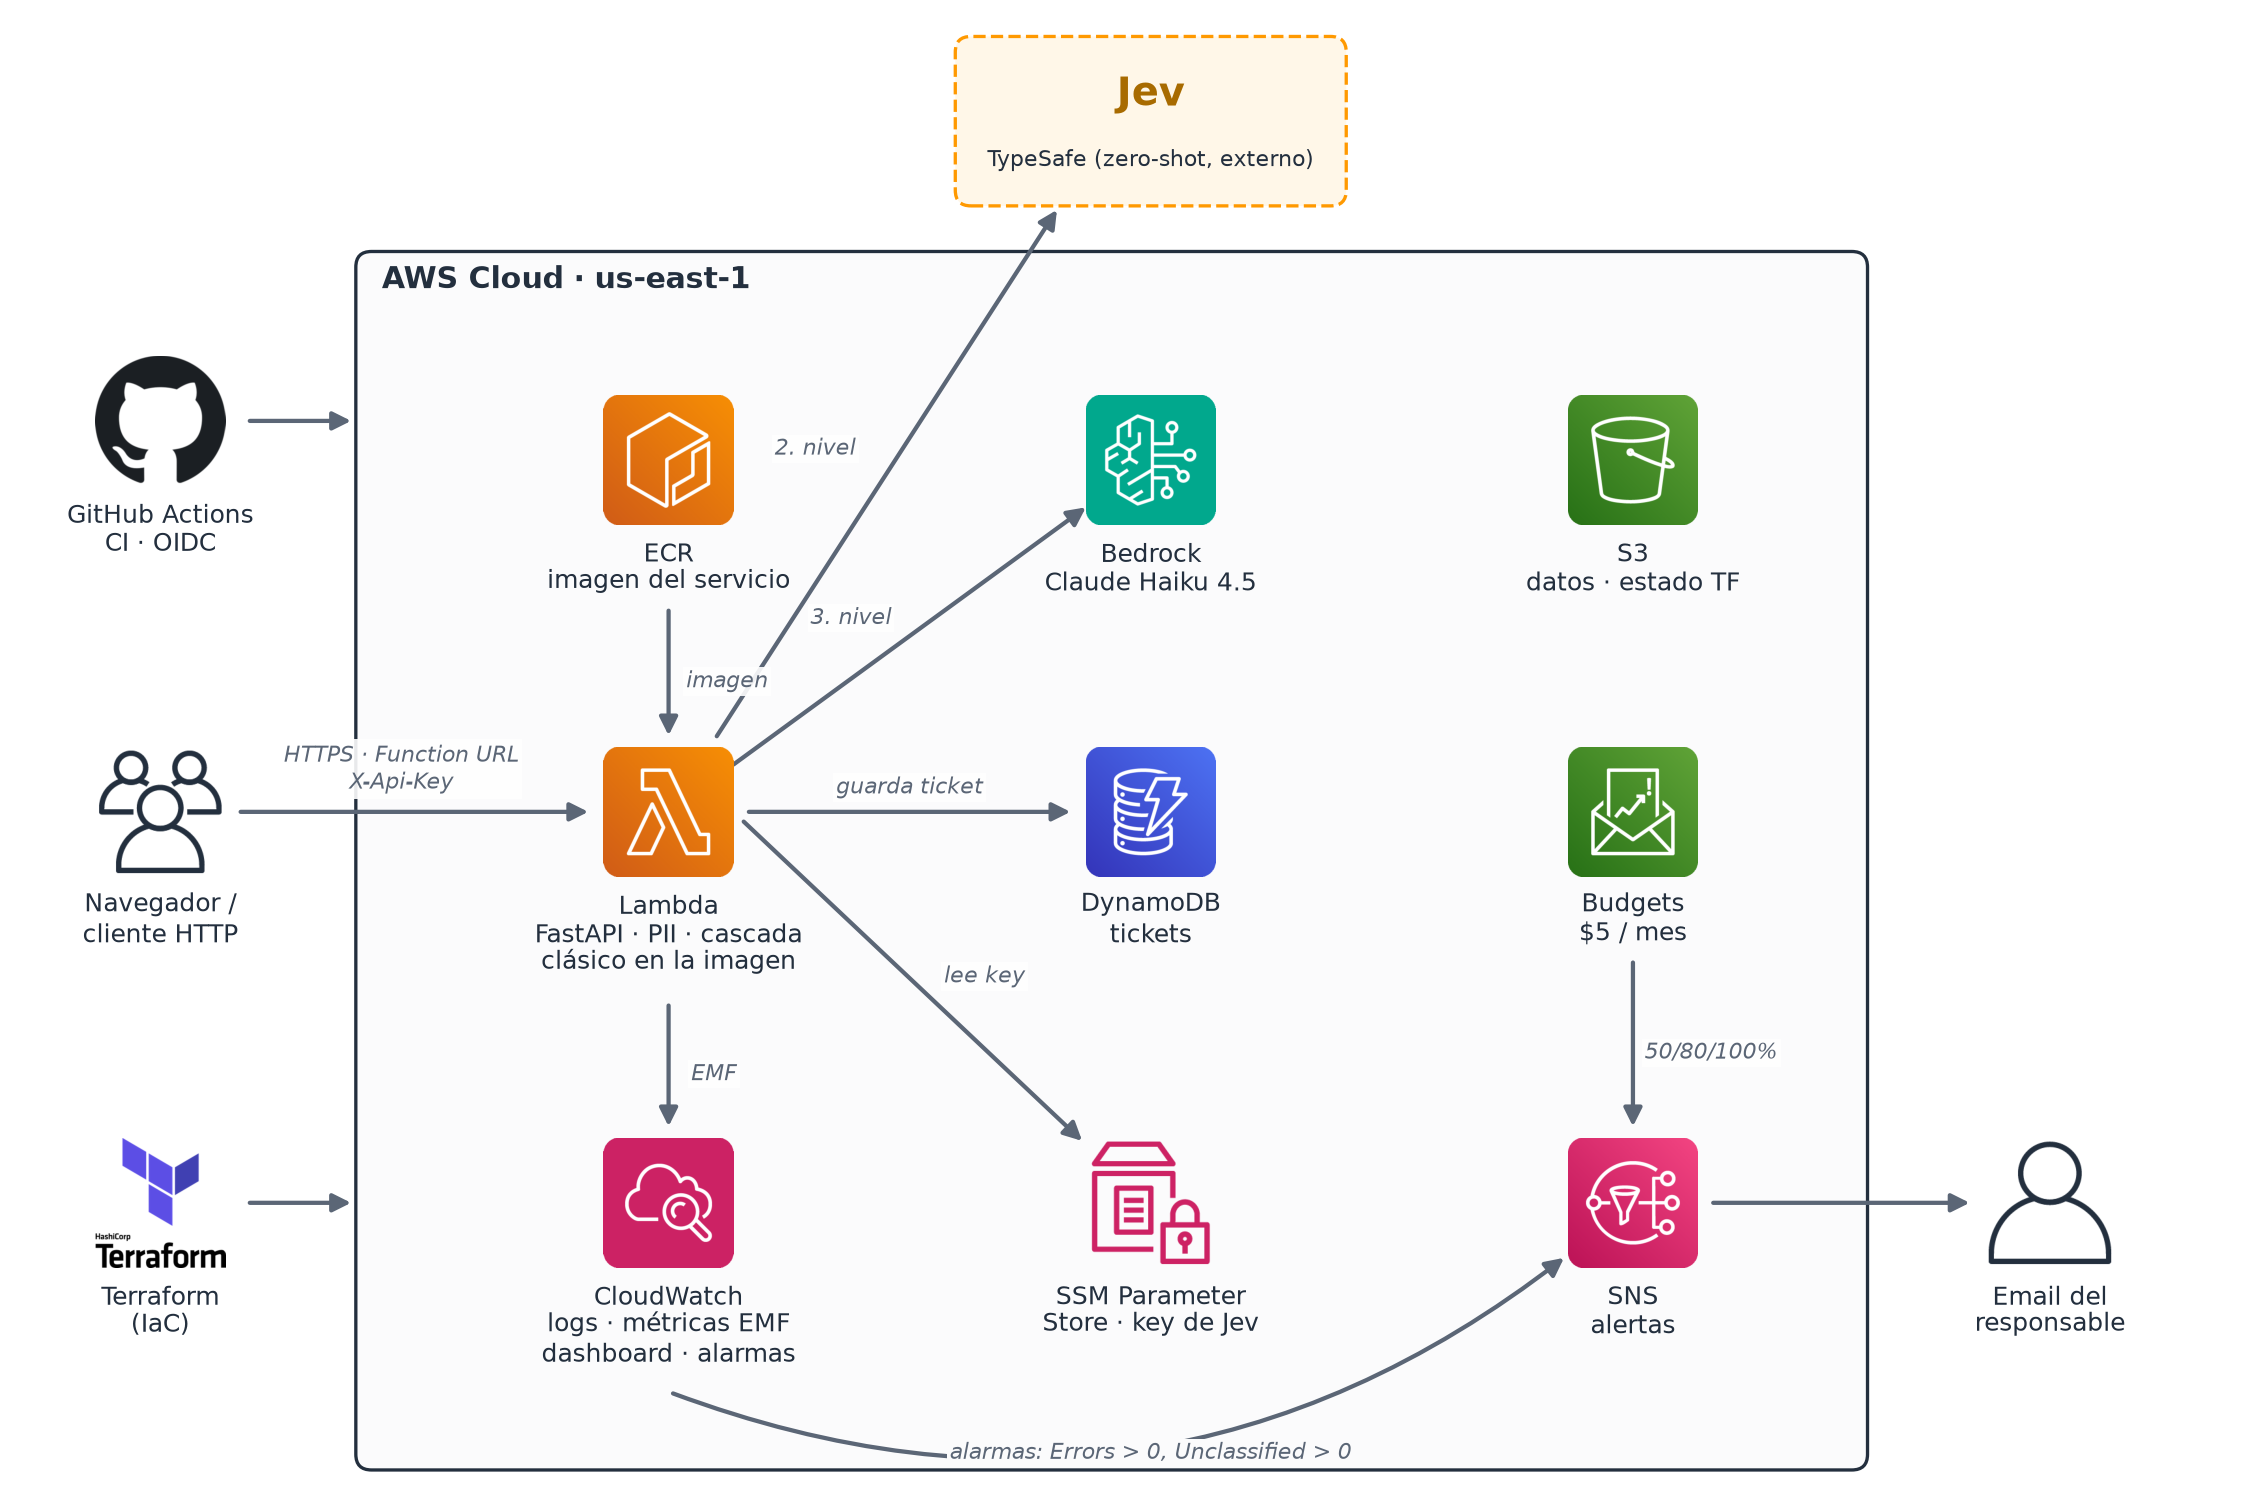 Jev
TypeSafe (zero-shot, externo)
AWS Cloud · us-east-1
GitHub Actions
CI · OIDC
2. nivel
ECR
imagen del servicio
Bedrock
Claude Haiku 4.5
S3
datos · estado TF
3. nivel
imagen
HTTPS · Function URL
X-Api-Key
guarda ticket
Navegador /
cliente HTTP
Lambda
FastAPI · PII · cascada
clásico en la imagen
DynamoDB
tickets
Budgets
$5 / mes
lee key
EMF
50/80/100%
HashiCorp
Terraform
Terraform
(IaC)
CloudWatch
logs · métricas EMF
dashboard · alarmas
SSM Parameter
Store · key de Jev
SNS
alertas
Email del
responsable
alarmas: Errors > 0, Unclassified > 0